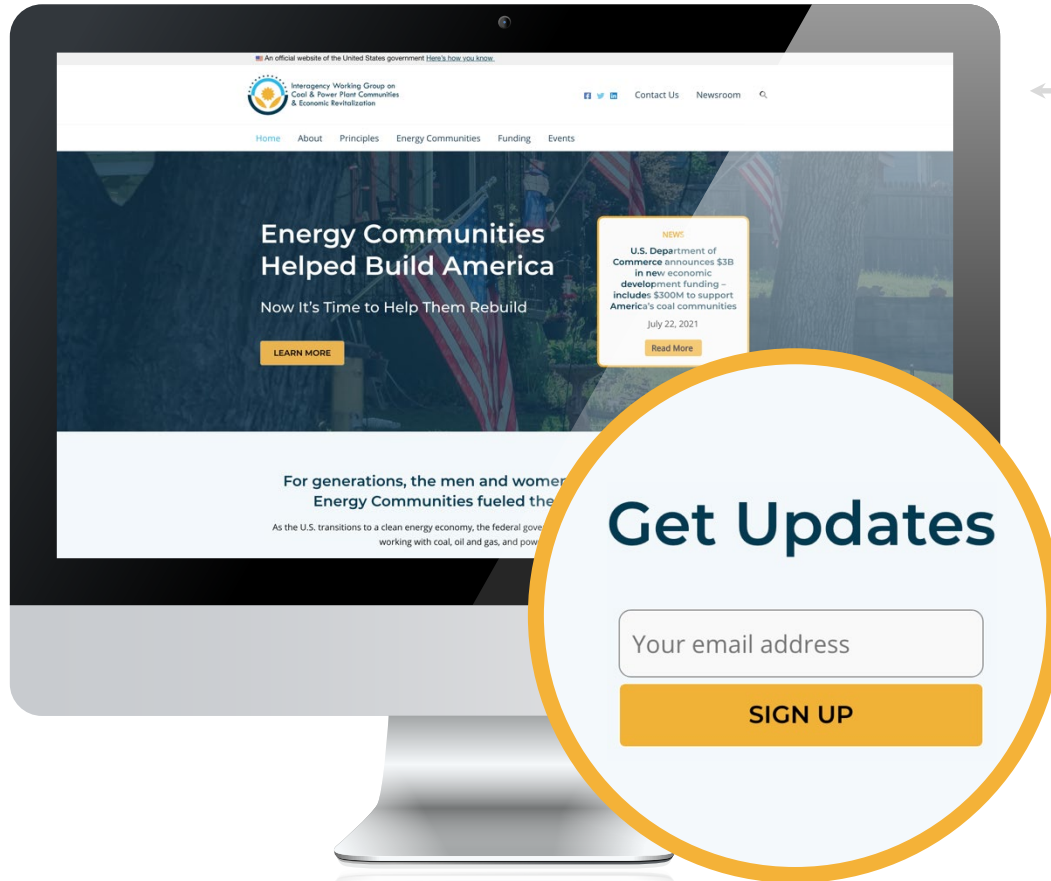 An official website of the United States government Here's how you know.
Interagency Working Group on
Coal & Power Plant Communities
& Economic Revitalization
Contact Us Newsroom
Home About Principles Energy Communities Funding Events
Energy Communities
Helped Build America
Now It's Time to Help Them Rebuild
LEARN MORE
NEWS
U.S. Department of
Commerce announces $3B
in new economic
development funding –
includes $300M to support
America's coal communities
July 22, 2021
Read More
For generations, the men and women
Energy Communities fueled the
As the U.S. transitions to a clean energy economy, the federal gove
working with coal, oil and gas, and pow
Get Updates
Your email address
SIGN UP